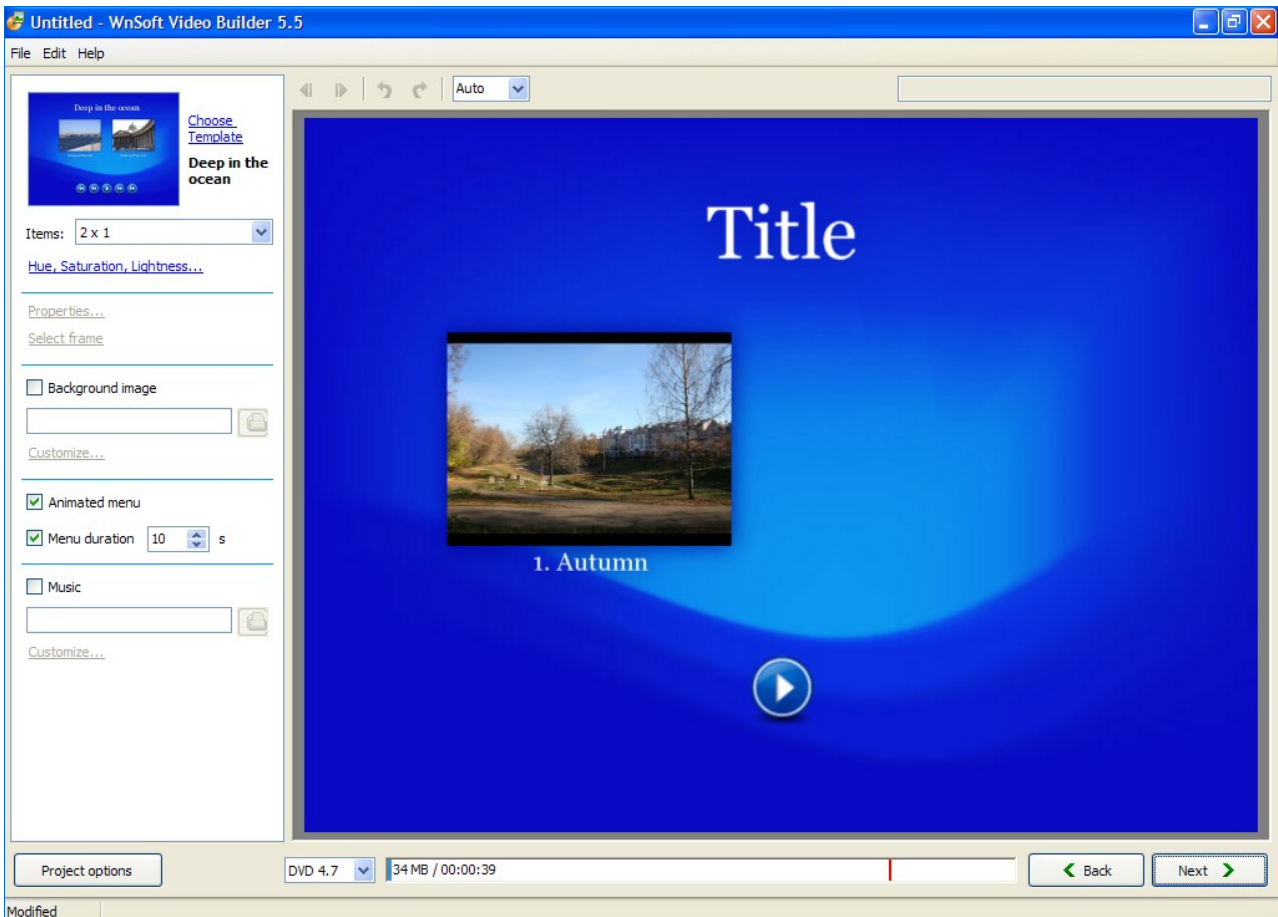 Untitled - WnSoft Video Builder 5.5
File Edit Help
Auto
Deep in the ocean
Choose
Template
Deep in the
ocean
Items: 2 x 1
Hue, Saturation, Lightness...
Properties...
Select frame
Background image
Customize...
Animated menu
Menu duration 10 s
Music
Customize...
Title
1. Autumn
Project options
DVD 4.7
34 MB / 00:00:39
Back
Next
Modified